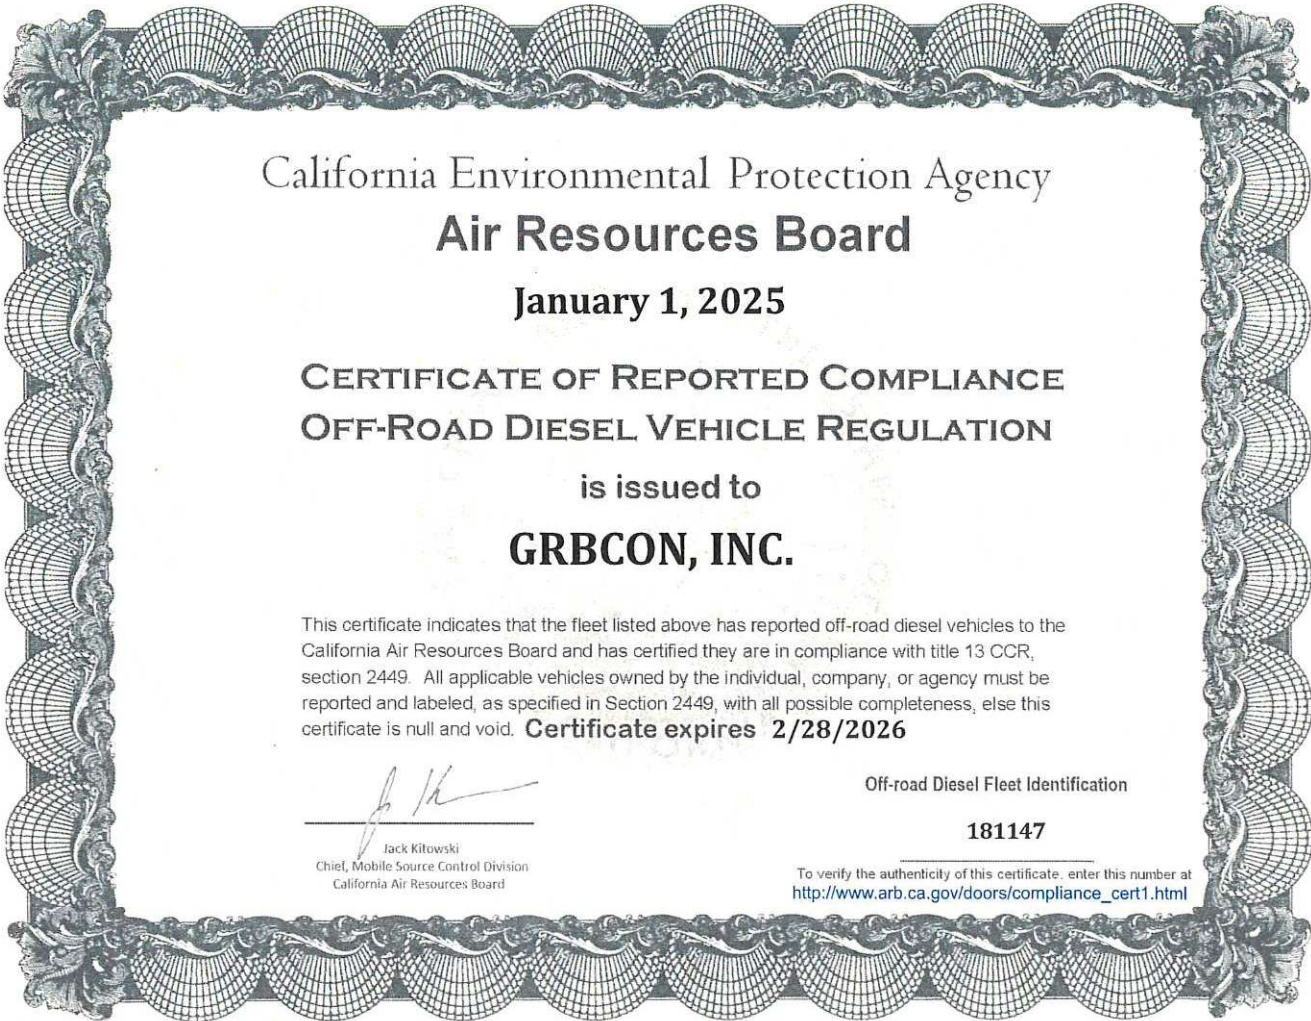 California Environmental Protection Agency
Air Resources Board
January 1, 2025
CERTIFICATE OF REPORTED COMPLIANCE
OFF-ROAD DIESEL VEHICLE REGULATION
is issued to
GRBCON, INC.
This certificate indicates that the fleet listed above has reported off-road diesel vehicles to the
California Air Resources Board and has certified they are in compliance with title 13 CCR,
section 2449. All applicable vehicles owned by the individual, company, or agency must be
reported and labeled, as specified in Section 2449, with all possible completeness, else this
certificate is null and void. Certificate expires 2/28/2026
Jack Kitowski
Chief, Mobile Source Control Division
California Air Resources Board
Off-road Diesel Fleet Identification
181147
To verify the authenticity of this certificate. enter this number at
http://www.arb.ca.gov/doors/compliance_cert1.html